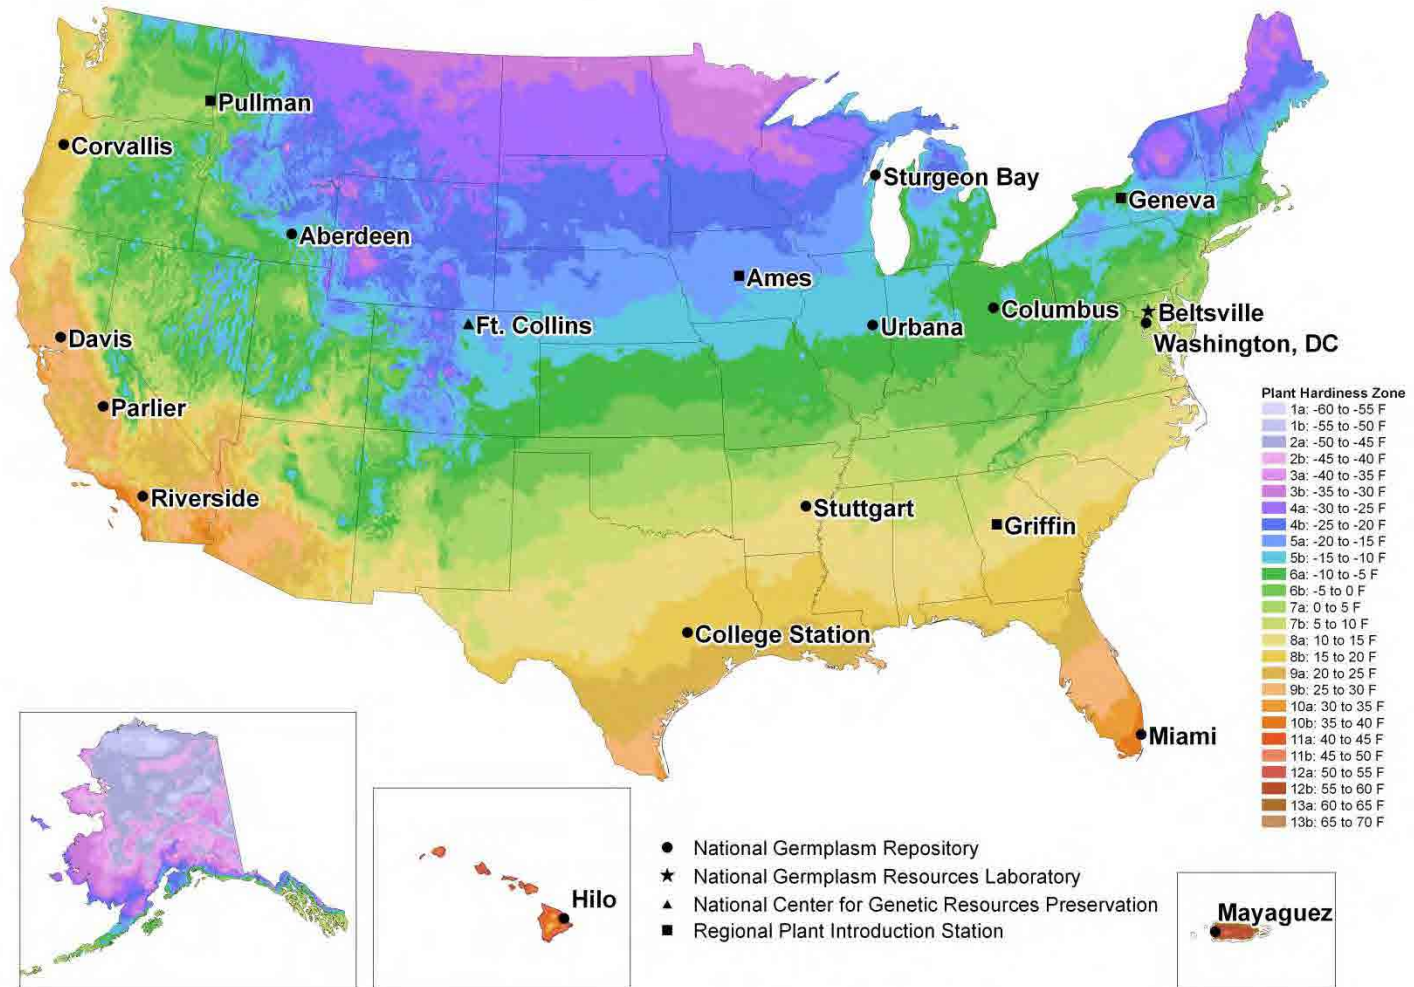 Pullman
Corvallis
Sturgeon Bay
Geneva
Aberdeen
Ames
Columbus
Beltsville
Ft. Collins
Urbana
Davis
Washington, DC
Parlier
Riverside
Stuttgart
Griffin
College Station
Miami
Plant Hardiness Zone
1a: -60 to -55 F
1b: -55 to -50 F
2a: -50 to -45 F
2b: -45 to -40 F
3a: -40 to -35 F
3b: -35 to -30 F
4a: -30 to -25 F
4b: -25 to -20 F
5a: -20 to -15 F
5b: -15 to -10 F
6a: -10 to -5 F
6b: -5 to 0 F
7a: 0 to 5 F
7b: 5 to 10 F
8a: 10 to 15 F
8b: 15 to 20 F
9a: 20 to 25 F
9b: 25 to 30 F
10a: 30 to 35 F
10b: 35 to 40 F
11a: 40 to 45 F
11b: 45 to 50 F
12a: 50 to 55 F
12b: 55 to 60 F
13a: 60 to 65 F
13b: 65 to 70 F
Hilo
National Germplasm Repository
National Germplasm Resources Laboratory
National Center for Genetic Resources Preservation
Regional Plant Introduction Station
Mayaguez